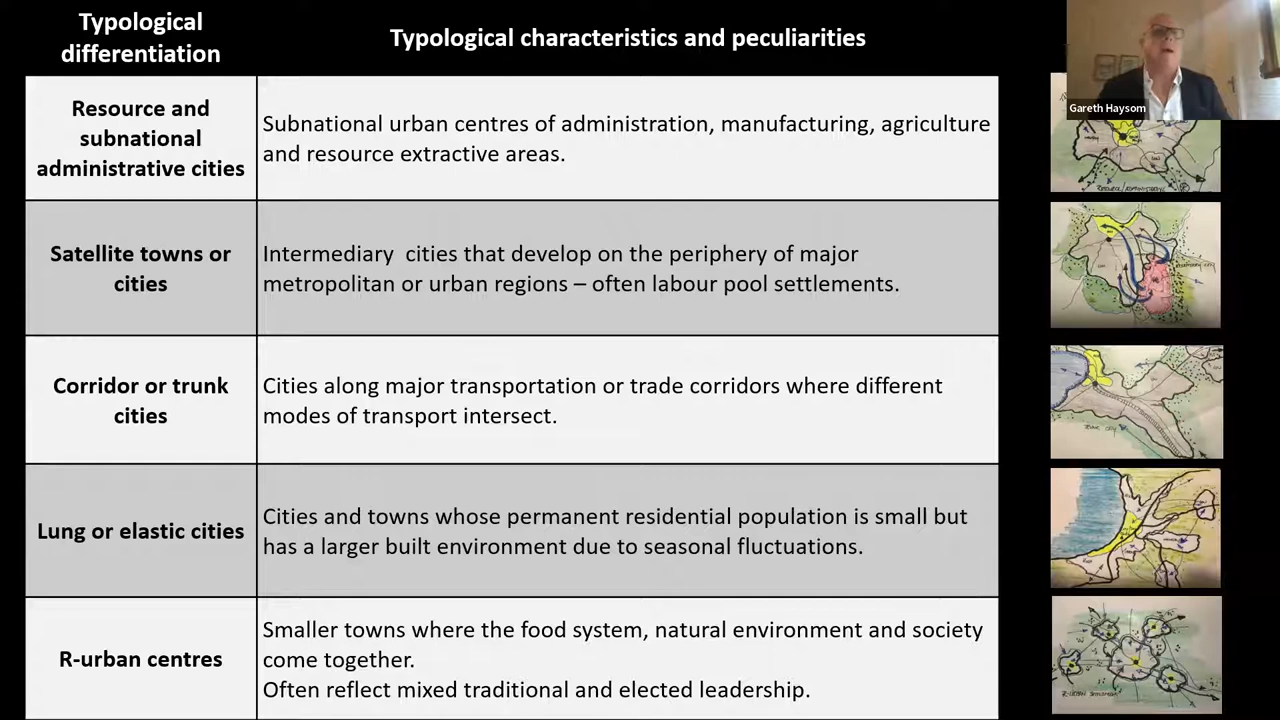 Typological
differentiation
Typological characteristics and peculiarities
Gareth Haysom
Resource and
subnational
administrative cities
Subnational urban centres of administration, manufacturing, agriculture
and resource extractive areas.
Satellite towns or
cities
Intermediary cities that develop on the periphery of major
metropolitan or urban regions – often labour pool settlements.
Corridor or trunk
cities
Cities along major transportation or trade corridors where different
modes of transport intersect.
Lung or elastic cities
Cities and towns whose permanent residential population is small but
has a larger built environment due to seasonal fluctuations.
R-urban centres
Smaller towns where the food system, natural environment and society
come together.
Often reflect mixed traditional and elected leadership.